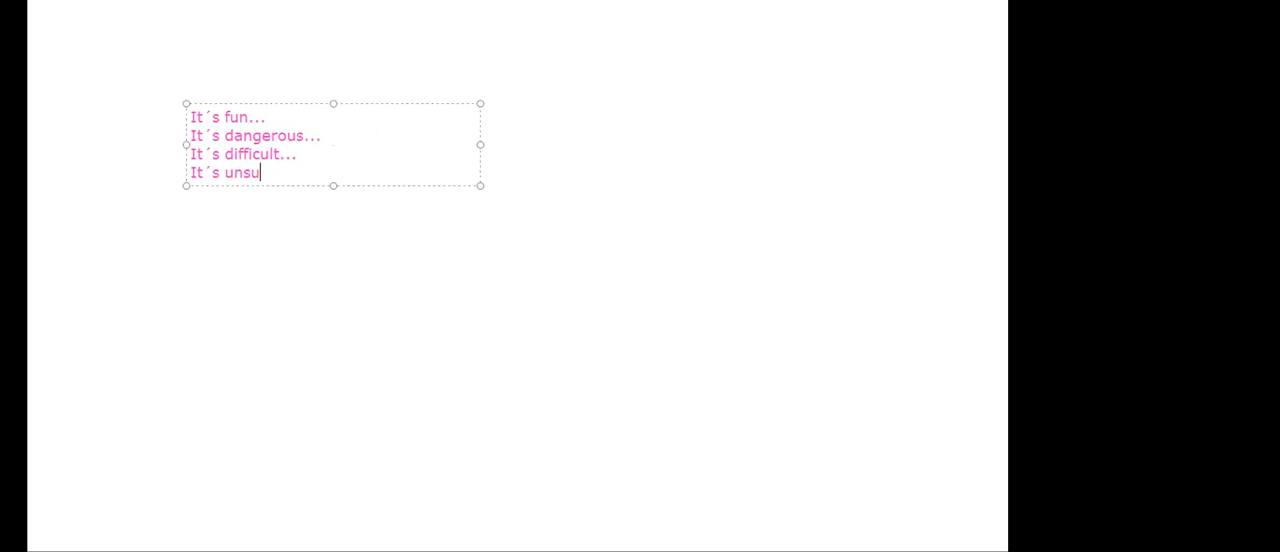 It´s fun...
It´s dangerous...
It´s difficult...
It´s unsu